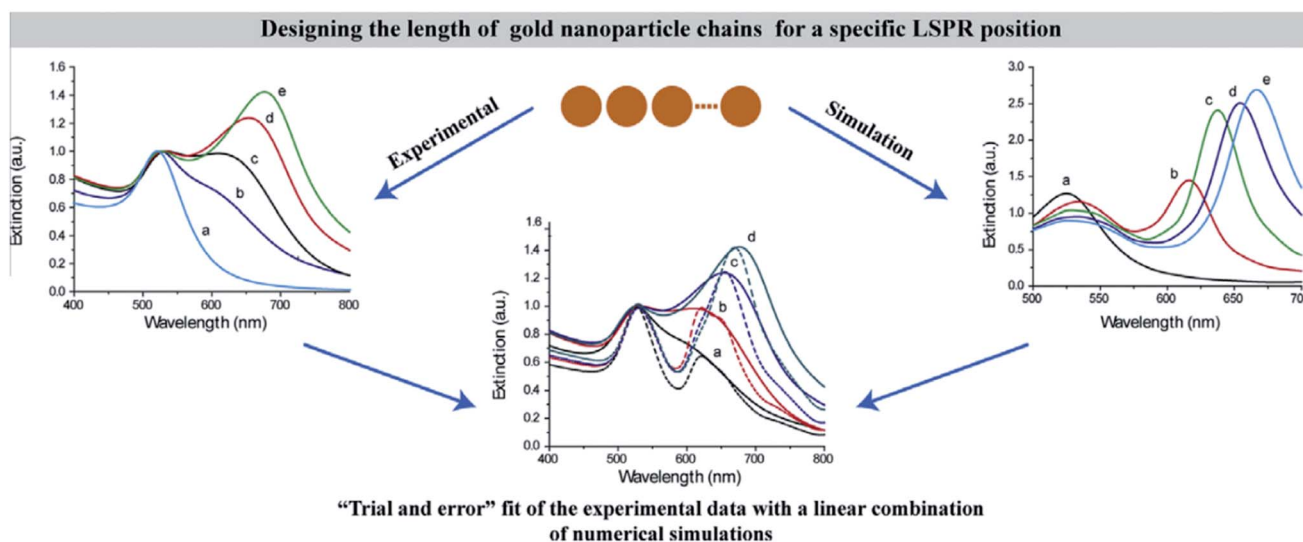 Designing the length of gold nanoparticle chains for a specific LSPR position
Experimental
Simulation
1.6
1.4
1.2
1.0
0.8
0.6
0.4
0.2
0.0
Extinction (a.u.)
400
500
600
700
800
Wavelength (nm)
a
b
c
d
e
3.0
2.5
2.0
1.5
1.0
0.5
0.0
Extinction (a.u.)
500
550
600
650
Wavelength (nm)
a
b
c
d
e
1.6
1.4
1.2
1.0
0.8
0.6
0.4
0.2
0.0
Extinction (a.u.)
400
500
600
700
800
Wavelength (nm)
a
b
c
d
“Trial and error” fit of the experimental data with a linear combination
of numerical simulations